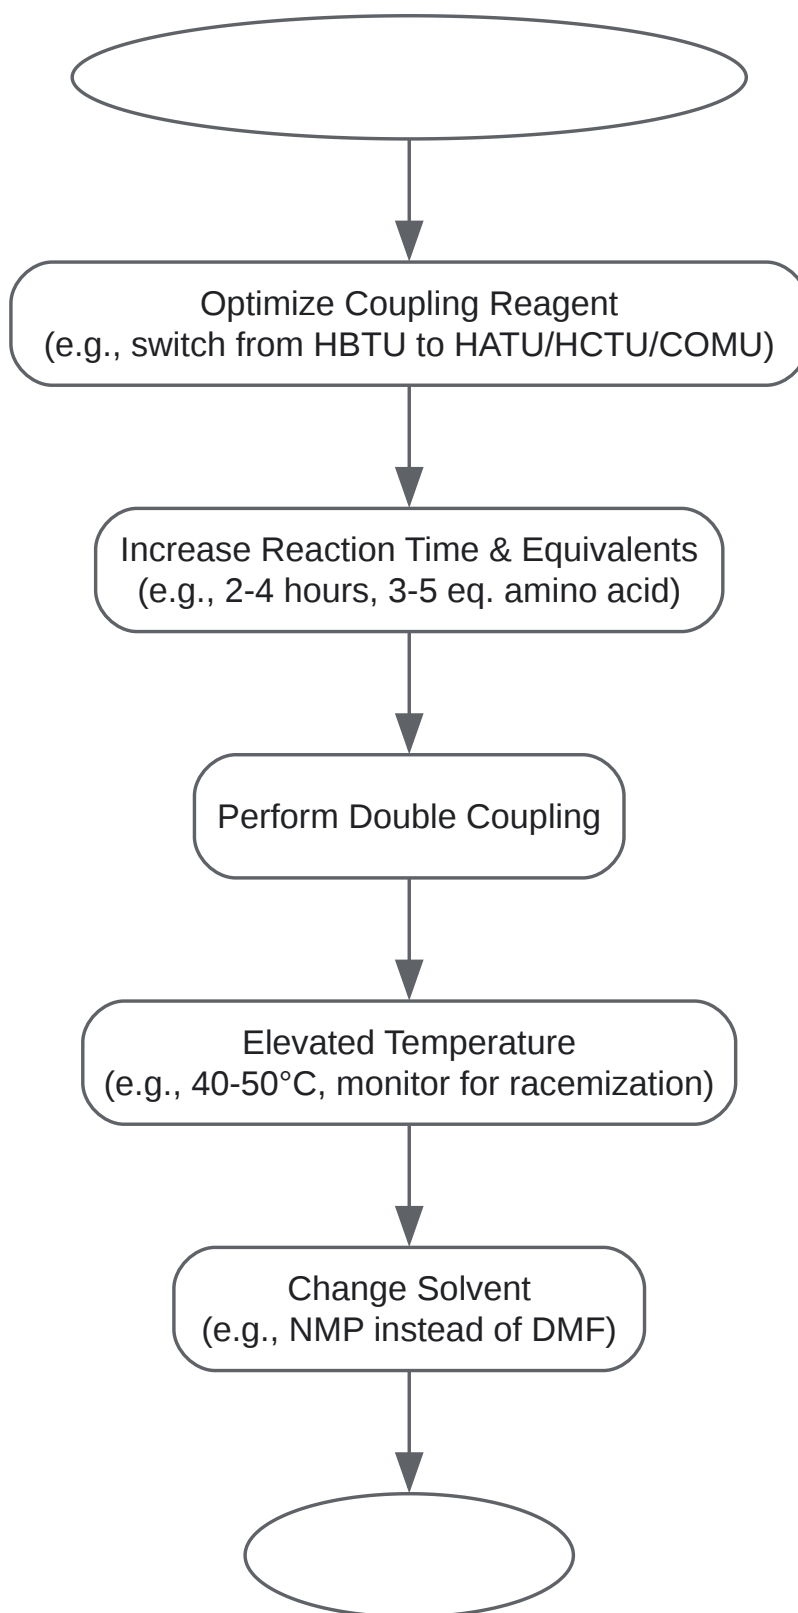 Optimize Coupling Reagent
(e.g., switch from HBTU to HATU/HCTU/COMU)
Increase Reaction Time & Equivalents
(e.g., 2-4 hours, 3-5 eq. amino acid)
Perform Double Coupling
Elevated Temperature
(e.g., 40-50°C, monitor for racemization)
Change Solvent
(e.g., NMP instead of DMF)